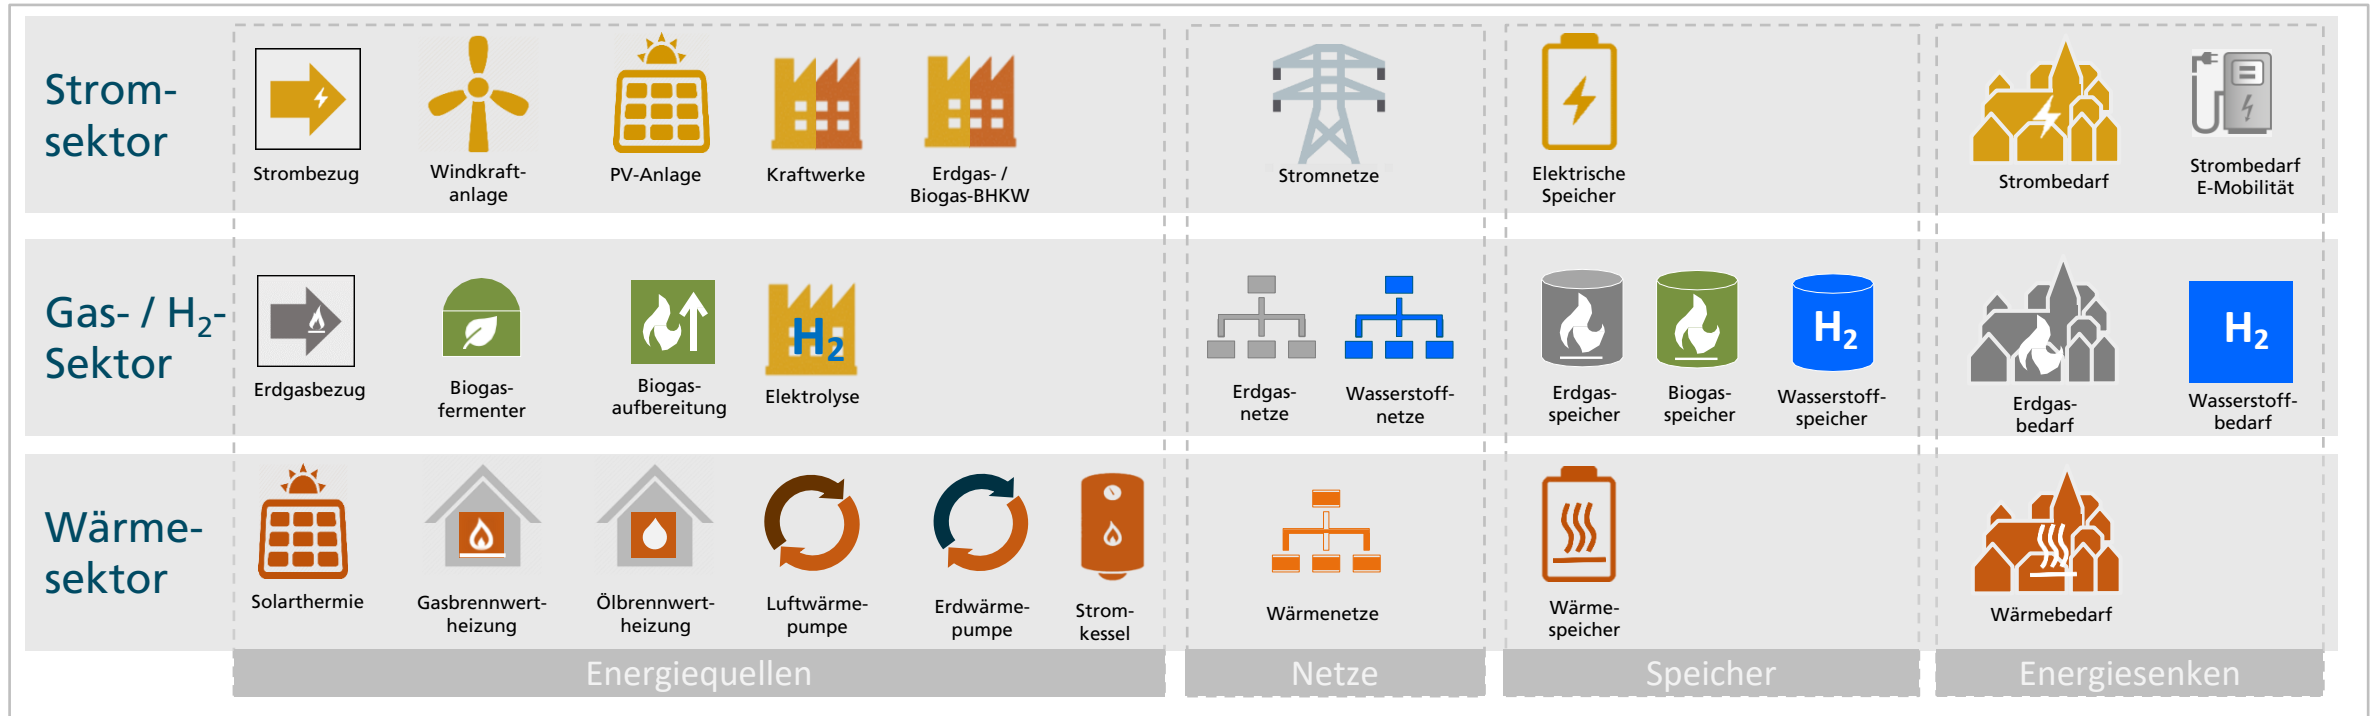 Strom-
sektor
Strombezug
Windkraft-
anlage
PV-Anlage
Kraftwerke
Erdgas- /
Biogas-BHKW
Stromnetze
Elektrische
Speicher
Strombedarf
Strombedarf
E-Mobilität
Gas- / H₂-
Sektor
Erdgasbezug
Biogas-
fermenter
Biogas-
aufbereitung
H₂
Elektrolyse
Erdgas-
netze
Wasserstoff-
netze
Erdgas-
speicher
Biogas-
speicher
H₂
Wasserstoff-
speicher
Erdgas-
bedarf
H₂
Wasserstoff-
bedarf
Wärme-
sektor
Solarthermie
Gasbrennwert-
heizung
Ölbrennwert-
heizung
Luftwärme-
pumpe
Erdwärme-
pumpe
Strom-
kessel
Wärmenetze
Wärme-
speicher
Wärmebedarf
Energiequellen
Netze
Speicher
Energiesenken